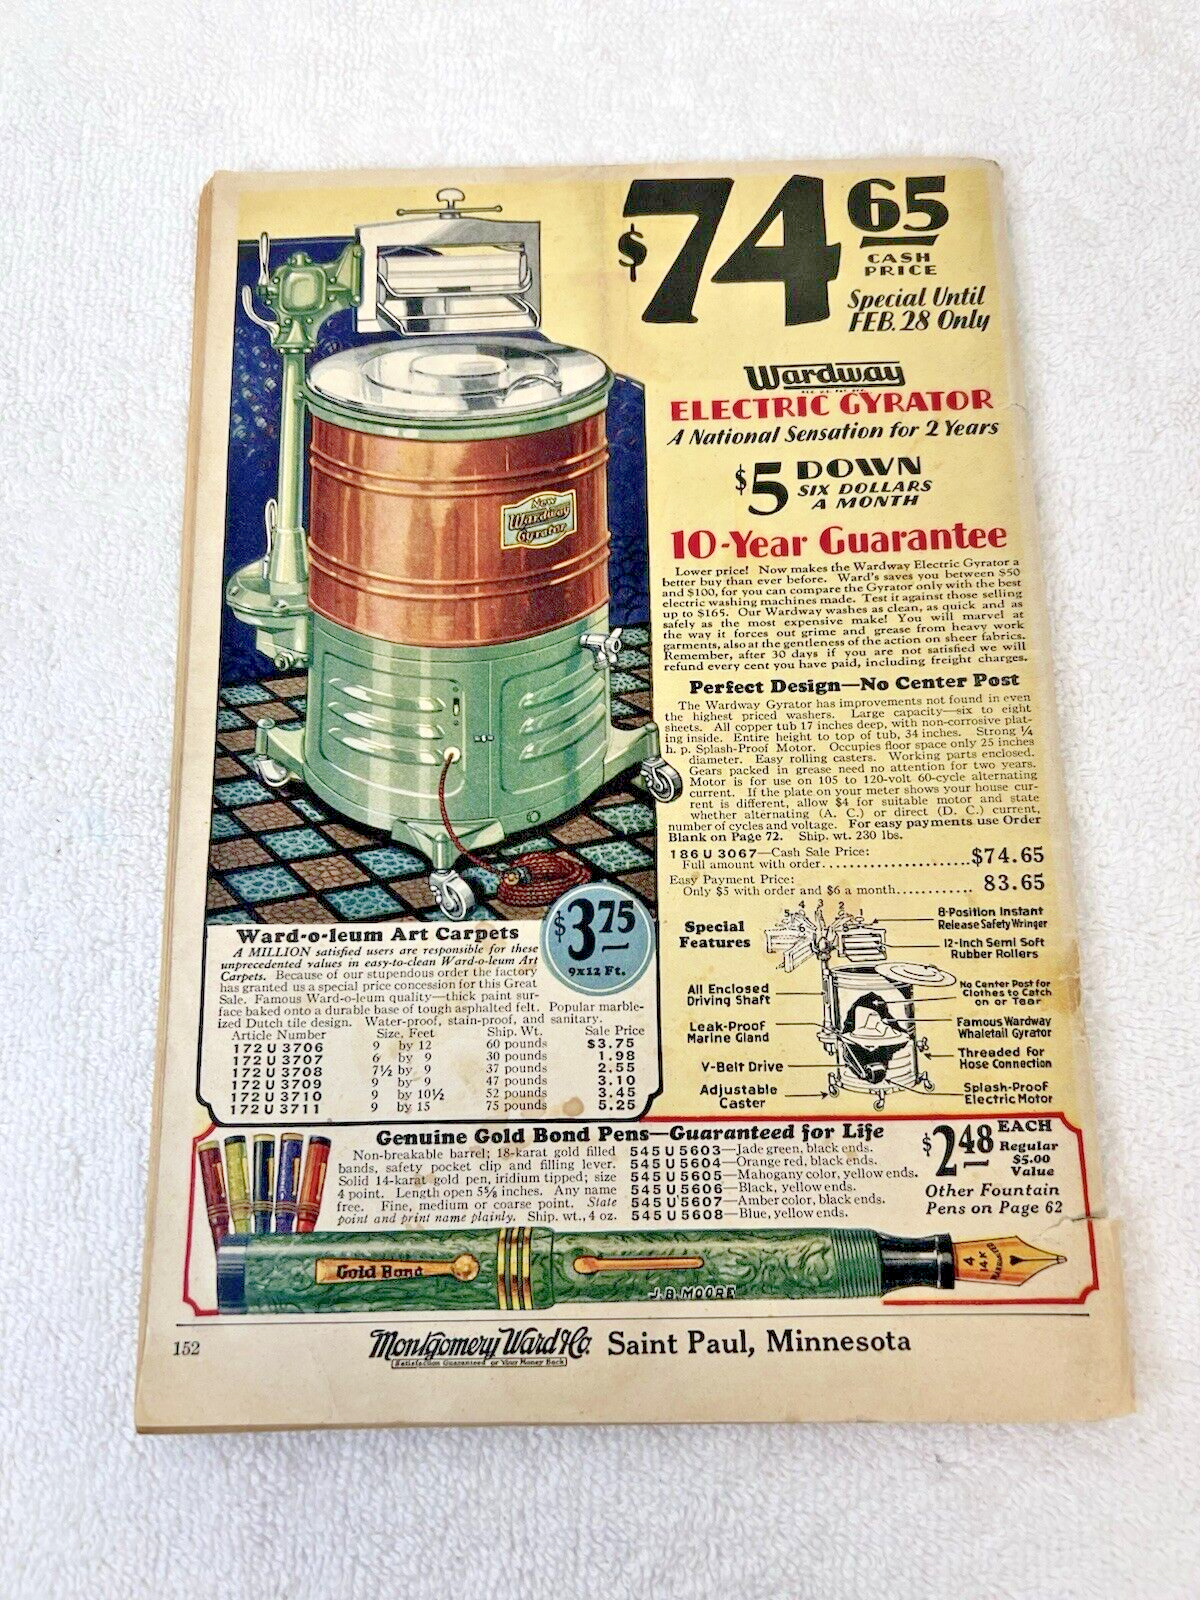 $74 65
CASH
PRICE
Special Until
FEB. 28 Only
Wardway
ELECTRIC GYRATOR
A National Sensation for 2 Years
$5 DOWN
SIX DOLLARS
A MONTH
10-Year Guarantee
Lower price! Now makes the Wardway Electric Gyrator a
better buy than ever before. Ward's saves you between $50
and $100, for you can compare the Gyrator only with the best
electric washing machines made. Test it against those selling
up to $165. Our Wardway washes as clean, as quick and as
safely as the most expensive make! You will marvel at
the way it forces out grime and grease from heavy work
garments, also at the gentleness of the action on sheer fabrics.
Remember, after 30 days if you are not satisfied we will
refund every cent you have paid, including freight charges.
Perfect Design—No Center Post
The Wardway Gyrator has improvements not found in even
the highest priced washers. Large capacity—six to eight
sheets. All copper tub 17 inches deep, with non-corrosive plat-
ing inside. Entire height to top of tub, 34 inches. Strong ¼
h. p. Splash-Proof Motor. Occupies floor space only 25 inches
diameter. Easy rolling casters. Working parts enclosed.
Gears packed in grease need no attention for two years.
Motor is for use on 105 to 120-volt 60-cycle alternating
current. If the plate on your meter shows your house cur-
rent is different, allow $4 for suitable motor and state
whether alternating (A. C.) or direct (D. C.) current,
number of cycles and voltage. For easy payments use Order
Blank on Page 72. Ship. wt. 230 lbs.
186 U 3067—Cash Sale Price:
Full amount with order.....................$74.65
Easy Payment Price:
Only $5 with order and $6 a month........... 83.65
New
Wardway
Gyrator
Special
Features
5 4 3 2 1
6
8-Position Instant
Release Safety Wringer
12-Inch Semi Soft
Rubber Rollers
All Enclosed
Driving Shaft
No Center Post for
Clothes to Catch
on or Tear
Leak-Proof
Marine Gland
Famous Wardway
Whaletail Gyrator
V-Belt Drive
Threaded for
Hose Connection
Adjustable
Caster
Splash-Proof
Electric Motor
$3 75
9x12 Ft.
Ward-o-leum Art Carpets
A MILLION satisfied users are responsible for these
unprecedented values in easy-to-clean Ward-o-leum Art
Carpets. Because of our stupendous order the factory
has granted us a special price concession for this Great
Sale. Famous Ward-o-leum quality—thick paint sur-
face baked onto a durable base of tough asphalted felt. Popular marble-
ized Dutch tile design. Water-proof, stain-proof, and sanitary.
Article Number Size, Feet Ship. Wt. Sale Price
172 U 3706 9 by 12 60 pounds $3.75
172 U 3707 6 by 9 30 pounds 1.98
172 U 3708 7½ by 9 37 pounds 2.55
172 U 3709 9 by 9 47 pounds 3.10
172 U 3710 9 by 10½ 52 pounds 3.45
172 U 3711 9 by 15 75 pounds 5.25
Genuine Gold Bond Pens—Guaranteed for Life
Non-breakable barrel; 18-karat gold filled
bands, safety pocket clip and filling lever.
Solid 14-karat gold pen, iridium tipped; size
4 point. Length open 5⅝ inches. Any name
free. Fine, medium or coarse point. State
point and print name plainly. Ship. wt., 4 oz.
545 U 5603—Jade green, black ends.
545 U 5604—Orange red, black ends.
545 U 5605—Mahogany color, yellow ends.
545 U 5606—Black, yellow ends.
545 U 5607—Amber color, black ends.
545 U 5608—Blue, yellow ends.
$2 48 EACH
Regular
$5.00
Value
Other Fountain
Pens on Page 62
Gold Bond
J.B. MOORE
4
14-K
WARRANTED
152
Montgomery Ward & Co. Saint Paul, Minnesota
Satisfaction Guaranteed or Your Money Back